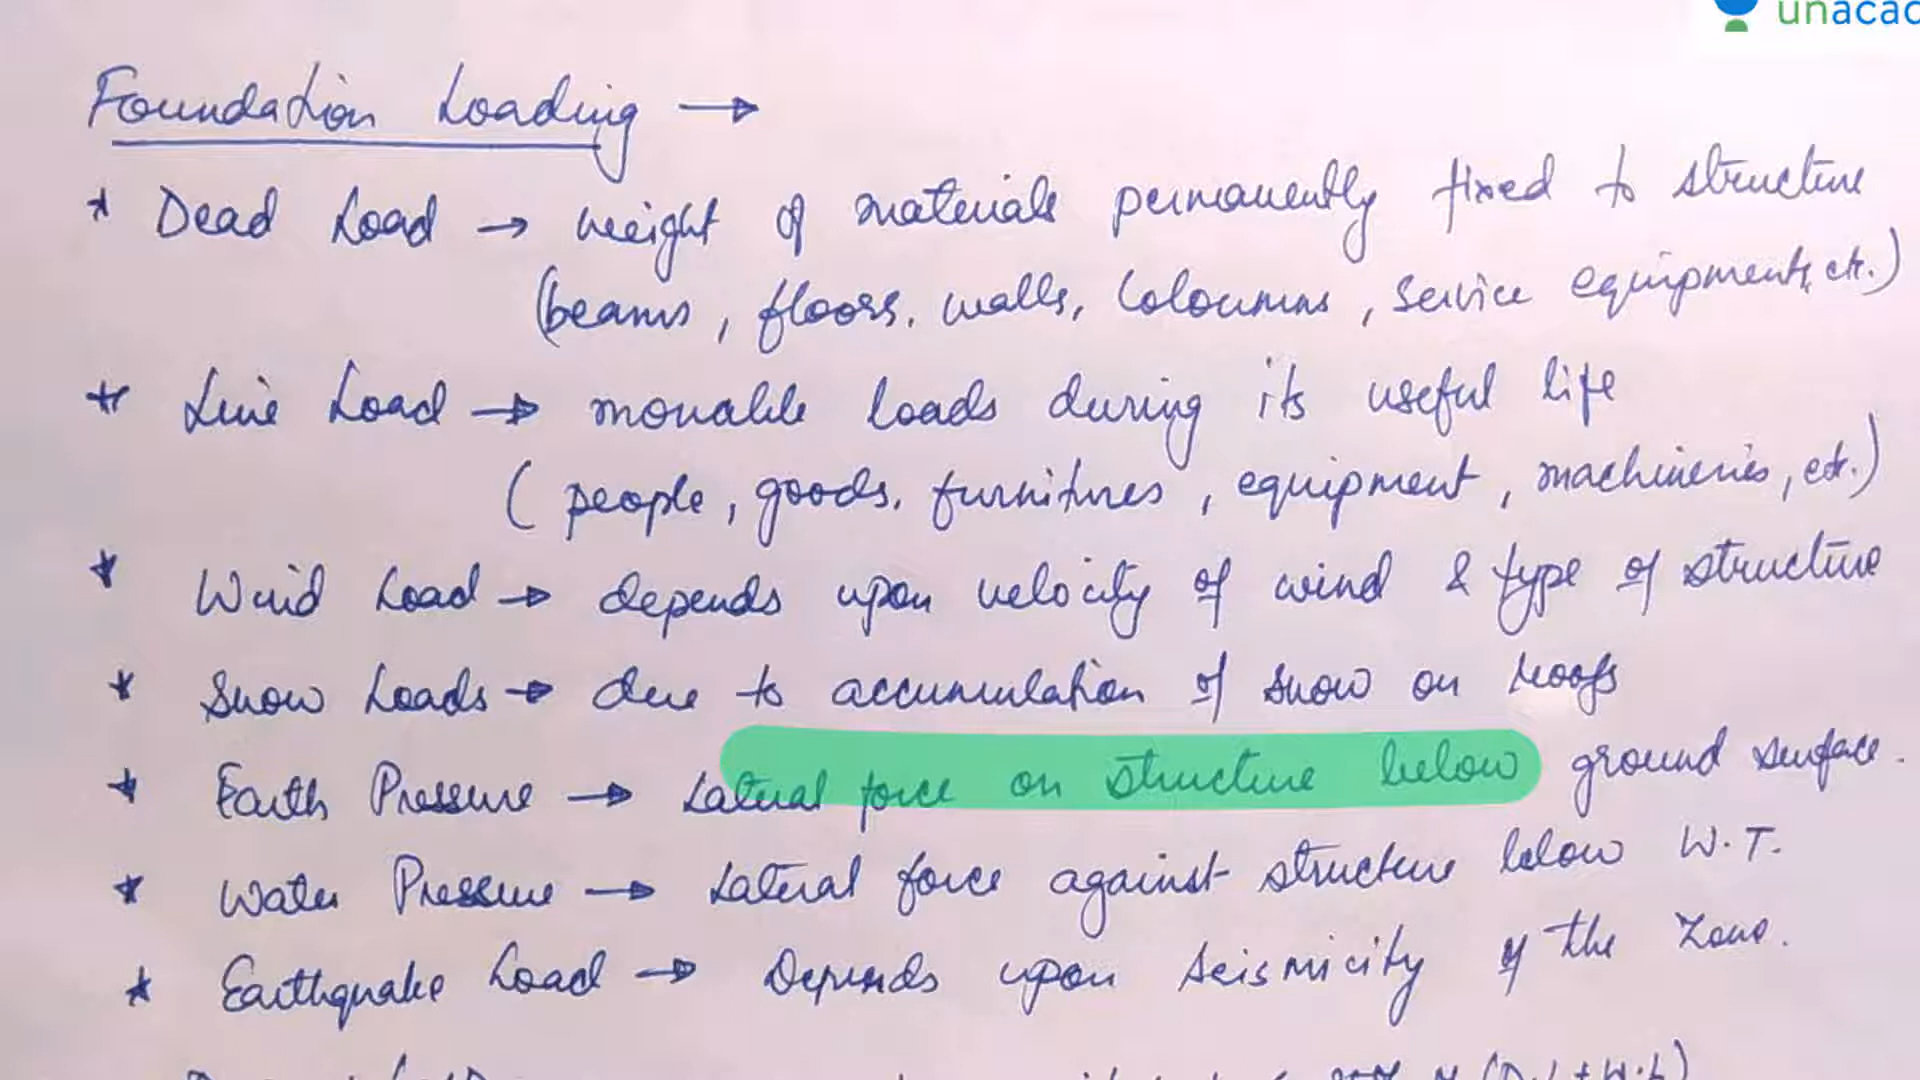 unacad
Foundation Loading →
* Dead Load → weight of materials permanently fixed to structure
(beams, floors, walls, Coloumns, service equipments, etc.)
* Live Load → movable loads during its useful life
( people, goods, furnitures, equipment, machineries, etc.)
* Wind Load → depends upon velocity of wind & type of structure
* Snow Loads → due to accumulation of snow on roofs
* Earth Pressure → Lateral force on structure below ground surface.
* Water Pressure → Lateral force against structure below W.T.
* Earthquake Load → Depends upon seismicity of the zone.